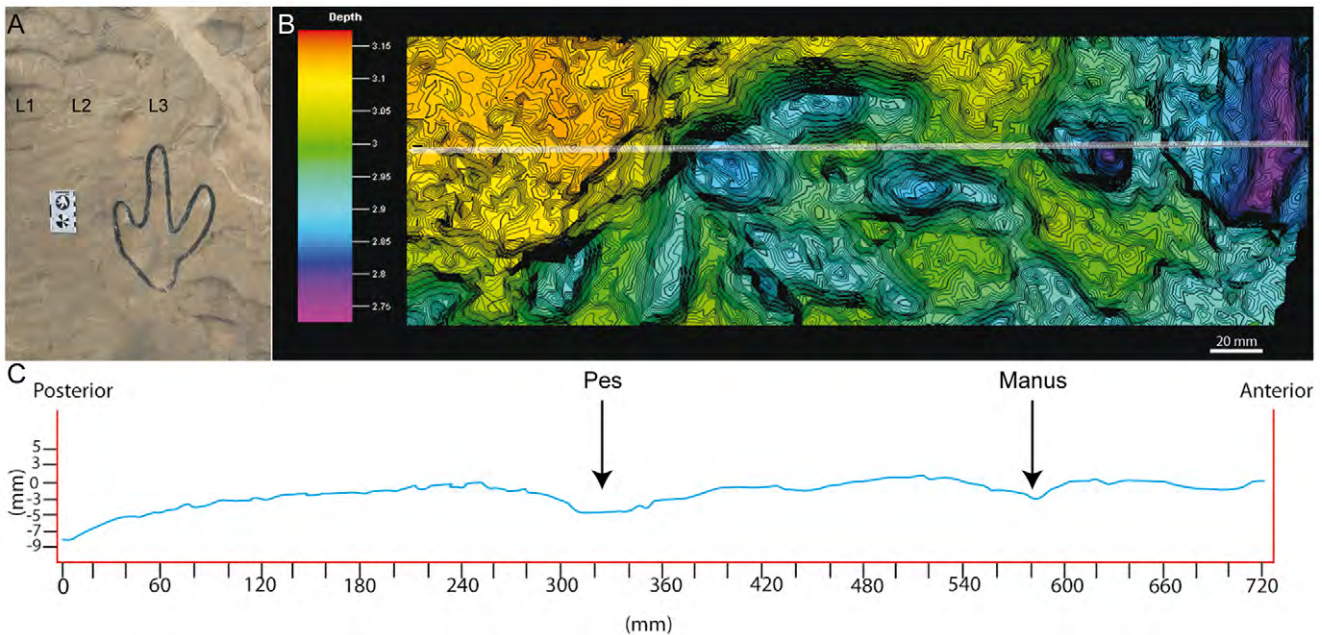 A
L1 L2 L3
B
Depth
3.15
3.1
3.05
3
2.95
2.9
2.85
2.8
2.75
20 mm
C
Posterior
Pes
Manus
Anterior
5
3
0
-3
-5
-7
-9
(mm)
0 60 120 180 240 300 360 420 480 540 600 660 720
(mm)